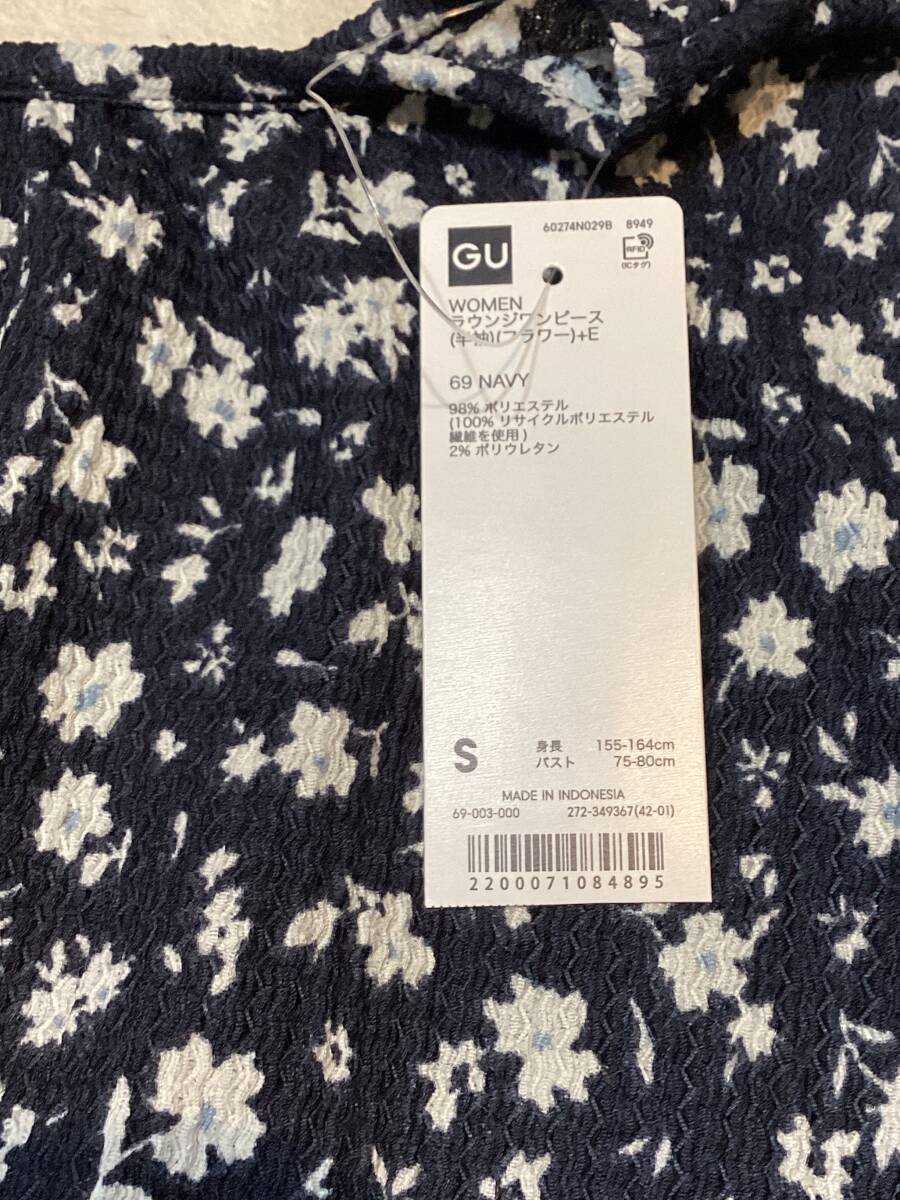 60274N029B 8949
GU
RFID
(ICタグ)
WOMEN
ラウンジワンピース
(半袖)(フラワー)+E
69 NAVY
98% ポリエステル
(100% リサイクルポリエステル
繊維を使用)
2% ポリウレタン
S
身長 155-164cm
バスト 75-80cm
MADE IN INDONESIA
69-003-000 272-349367(42-01)
2200071084895